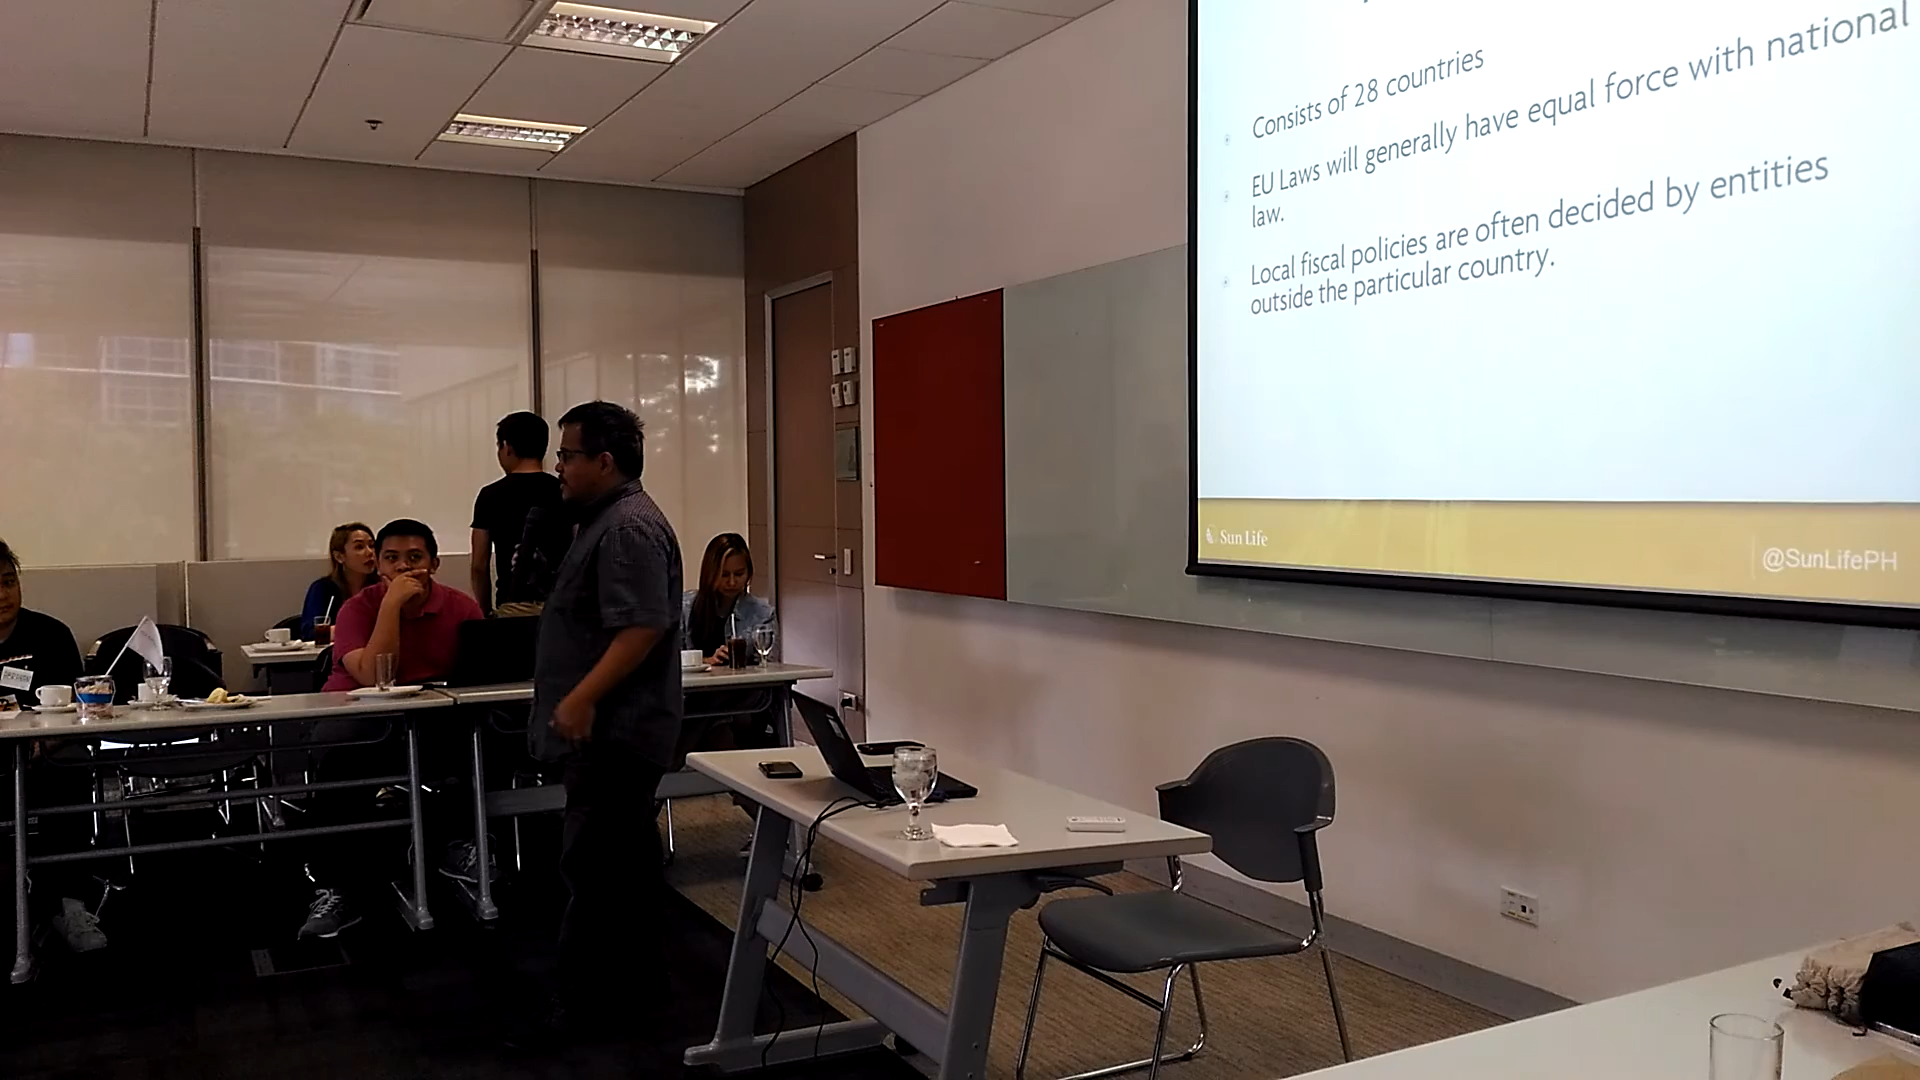 Consists of 28 countries
EU Laws will generally have equal force with national
law.
Local fiscal policies are often decided by entities
outside the particular country.
Sun Life
@SunLifePH